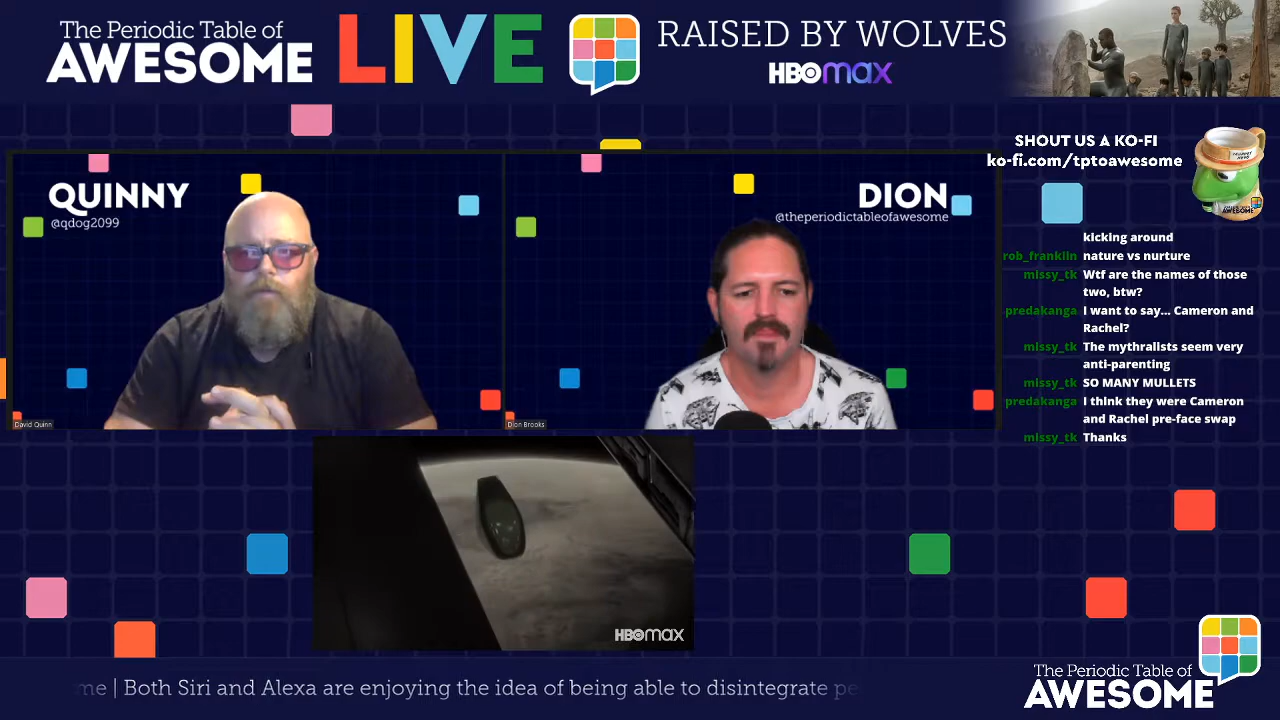 The Periodic Table of
AWESOME
LIVE
RAISED BY WOLVES
HBOmax
SHOUT US A KO-FI
ko-fi.com/tptoawesome
QUINNY
@qdog2099
David Quinn
DION
@theperiodictableofawesome
Dion Brooks
kicking around
rob_franklin nature vs nurture
missy_tk Wtf are the names of those
two, btw?
predakanga I want to say... Cameron and
Rachel?
missy_tk The mythralists seem very
anti-parenting
missy_tk SO MANY MULLETS
predakanga I think they were Cameron
and Rachel pre-face swap
missy_tk Thanks
HBOmax
me | Both Siri and Alexa are enjoying the idea of being able to disintegrate pe
The Periodic Table of
AWESOME